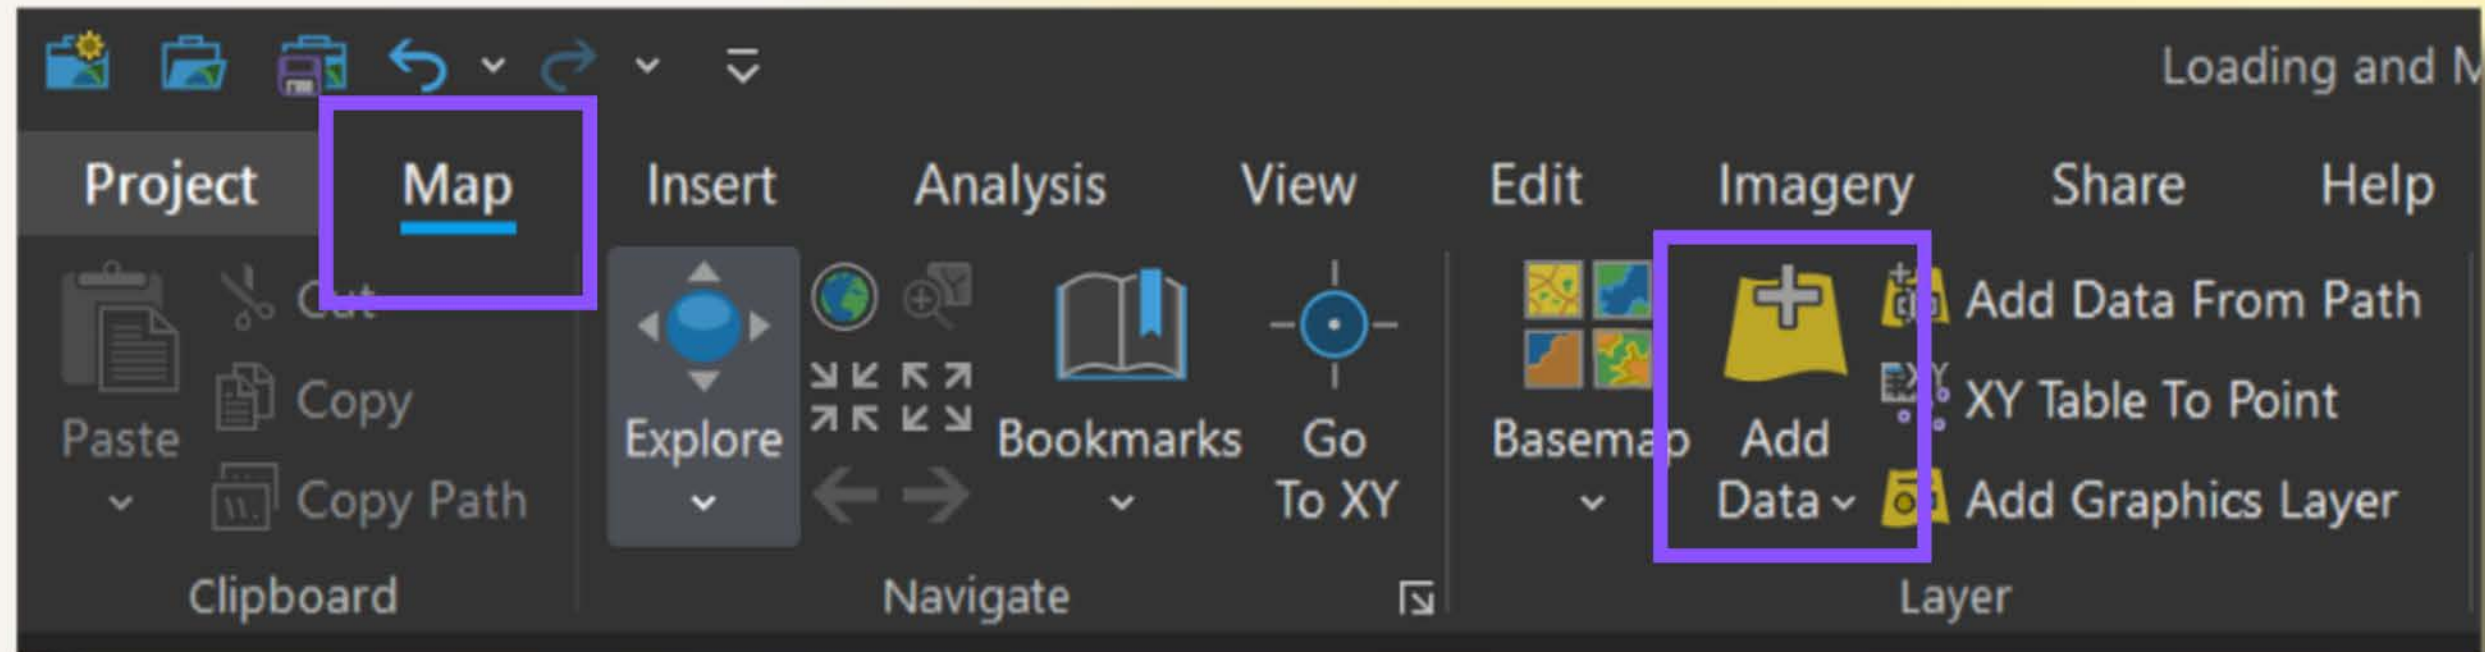 Loading and M
Project Map Insert Analysis View Edit Imagery Share Help
Paste
Cut
Copy
Copy Path
Clipboard
Explore
Bookmarks
Go
To XY
Navigate
Basemap
Add
Data
Add Data From Path
XY Table To Point
Add Graphics Layer
Layer